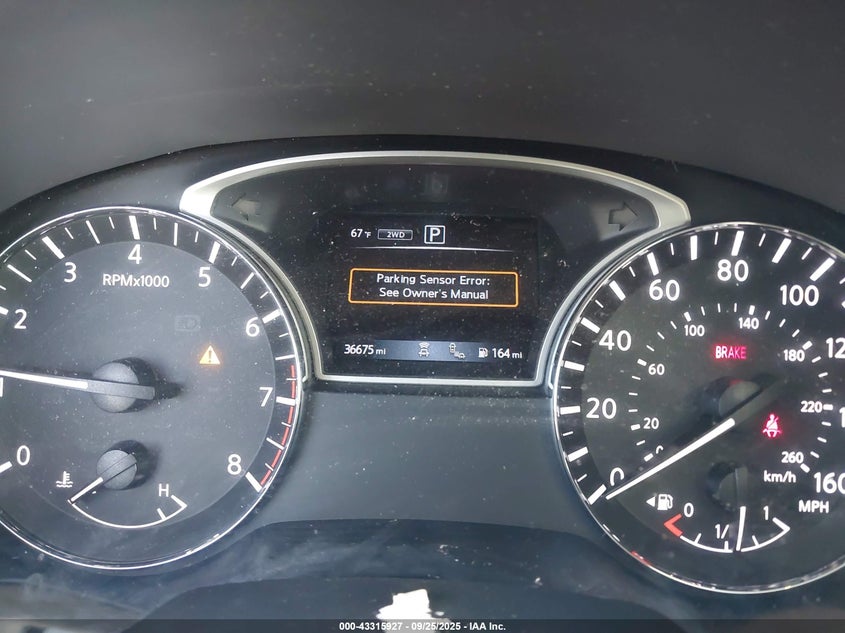 67°F 2WD P
Parking Sensor Error:
See Owner's Manual
36675 mi 164 mi
RPMx1000
0 2 3 4 5 6 7 8
H
BRAKE
0 20 40 60 80 100 160
0 20 60 100 140 180 220 260
km/h
MPH
0 1/ 1
000-43315927 - 09/25/2025 - IAA Inc.